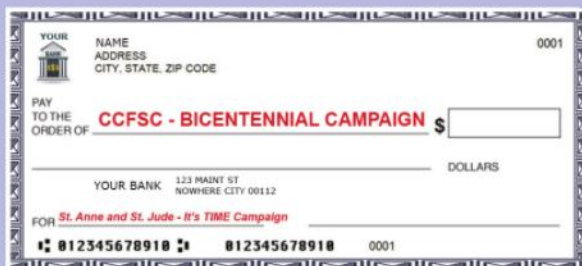 YOUR
BANK
NAME
ADDRESS
CITY, STATE, ZIP CODE
0001
PAY
TO THE
ORDER OF CCFSC - BICENTENNIAL CAMPAIGN $
DOLLARS
YOUR BANK 123 MAINT ST
NOWHERE CITY 00112
FOR St. Anne and St. Jude - It's TIME Campaign
⑆ 012345678910 ⑆ 012345678910 0001